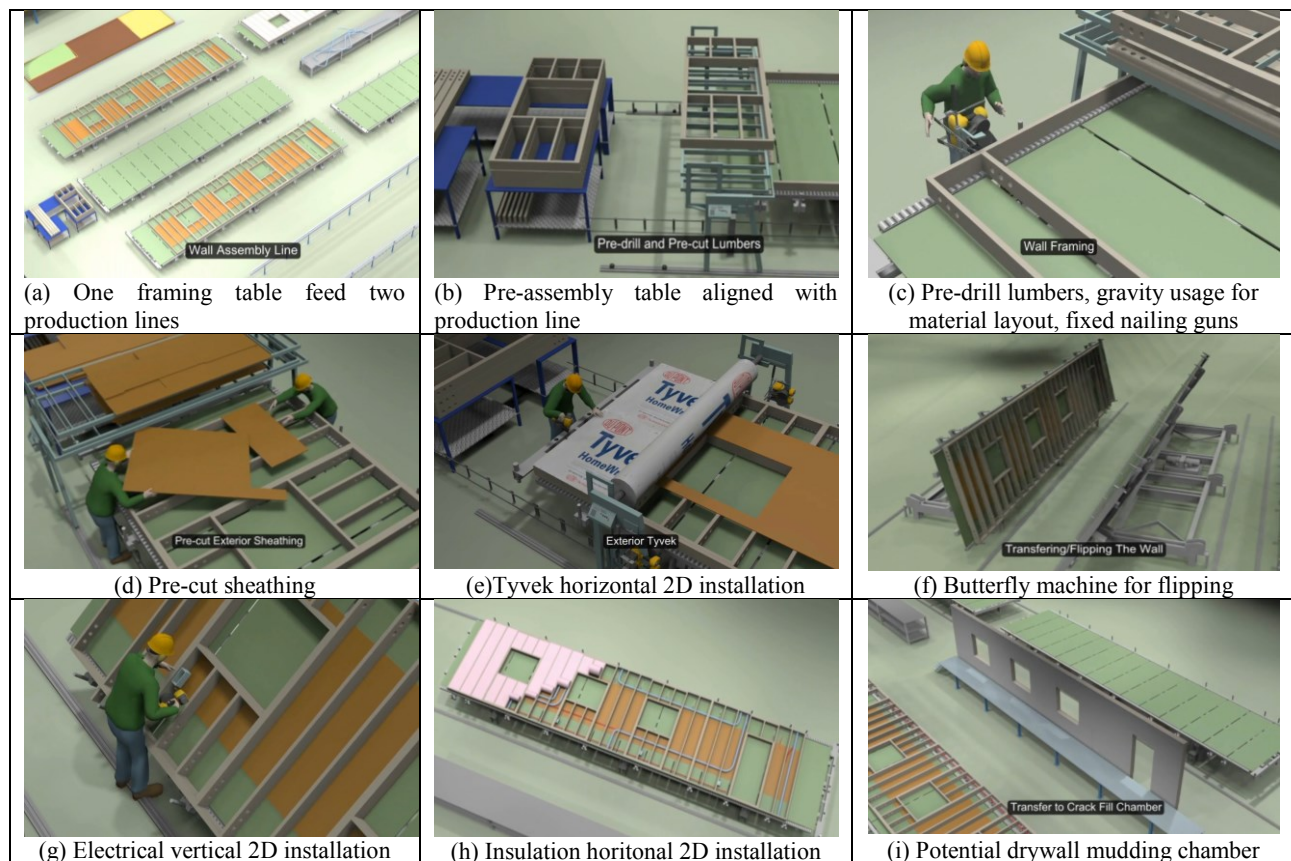 Wall Assembly Line
(a) One framing table feed two
production lines
Pre-drill and Pre-cut Lumbers
(b) Pre-assembly table aligned with
production line
Wall Framing
(c) Pre-drill lumbers, gravity usage for
material layout, fixed nailing guns
Pre-cut Exterior Sheathing
(d) Pre-cut sheathing
Tyvek
HomeWr
Tyvek
HomeWr
Exterior Tyvek
(e)Tyvek horizontal 2D installation
Transfering/Flipping The Wall
(f) Butterfly machine for flipping
(g) Electrical vertical 2D installation
(h) Insulation horitonal 2D installation
Transfer to Crack Fill Chamber
(i) Potential drywall mudding chamber